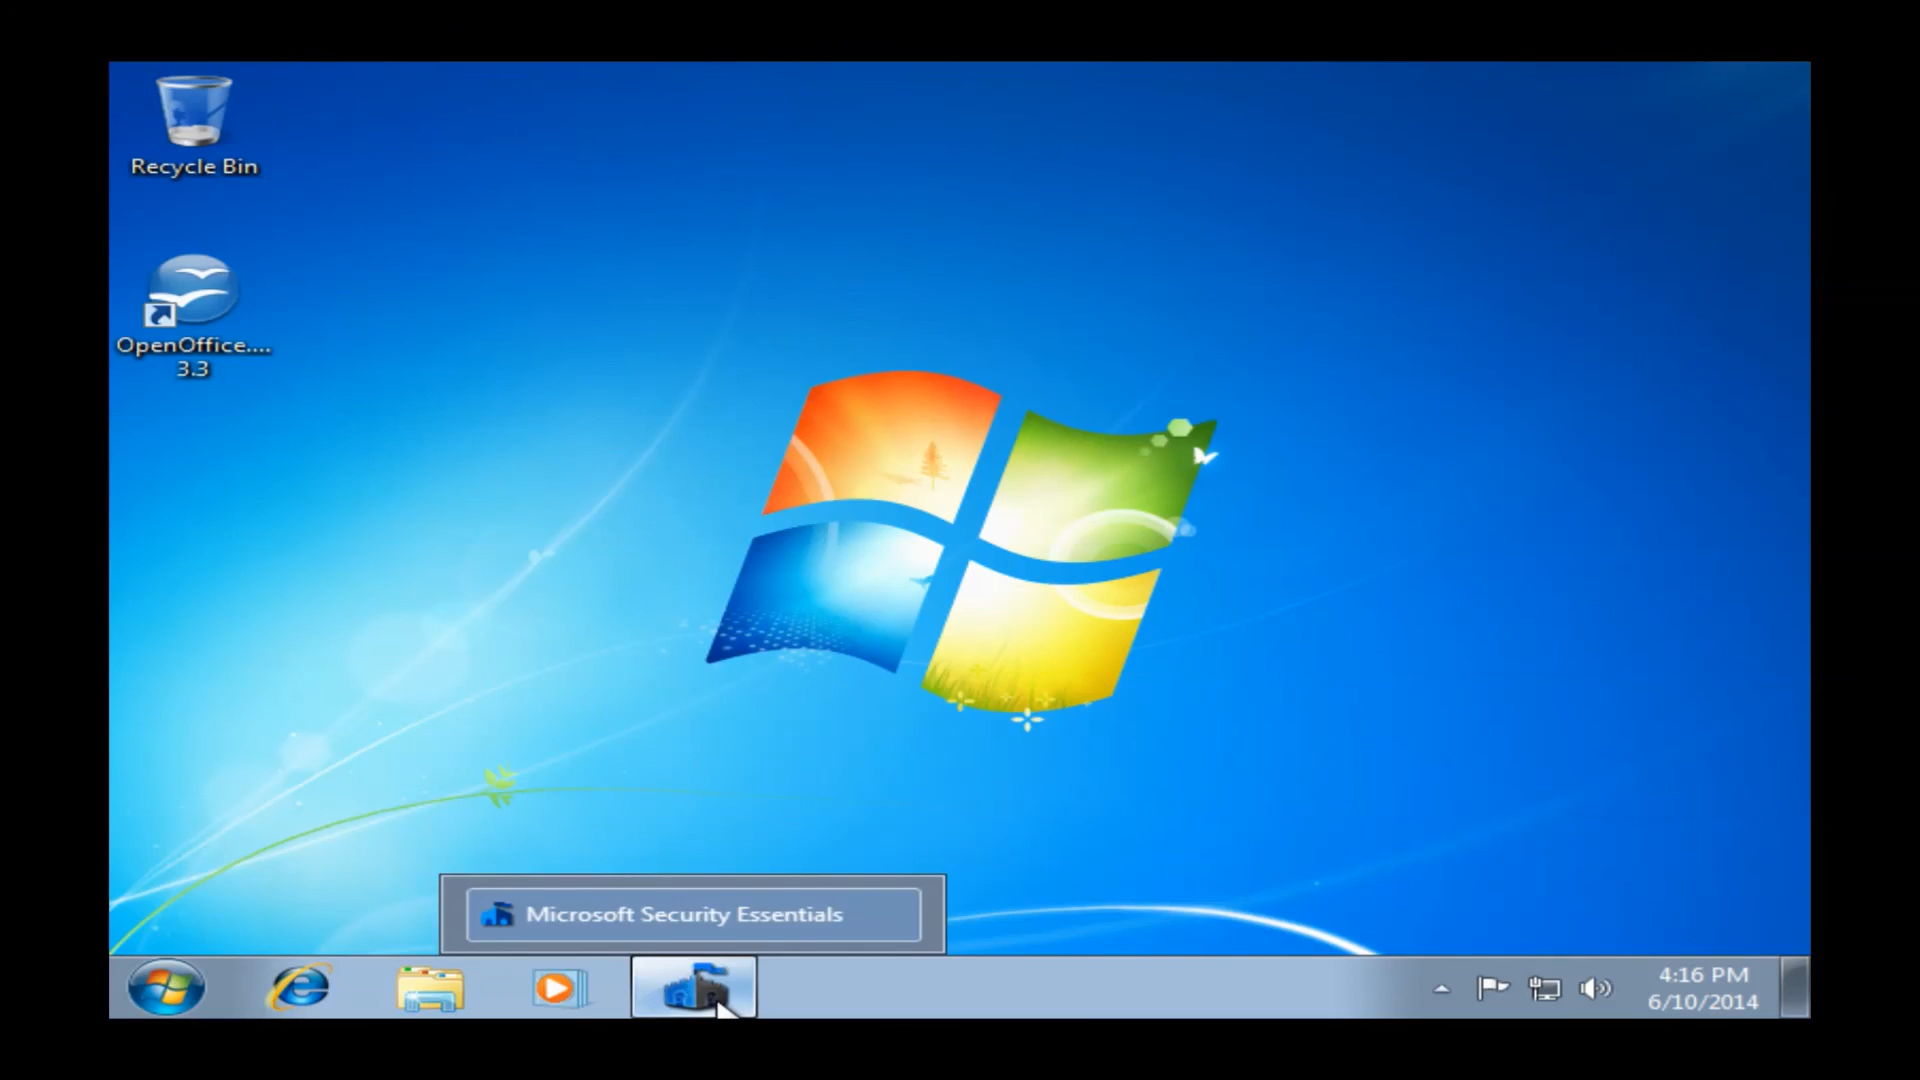 Recycle Bin
OpenOffice....
3.3
Microsoft Security Essentials
4:16 PM
6/10/2014